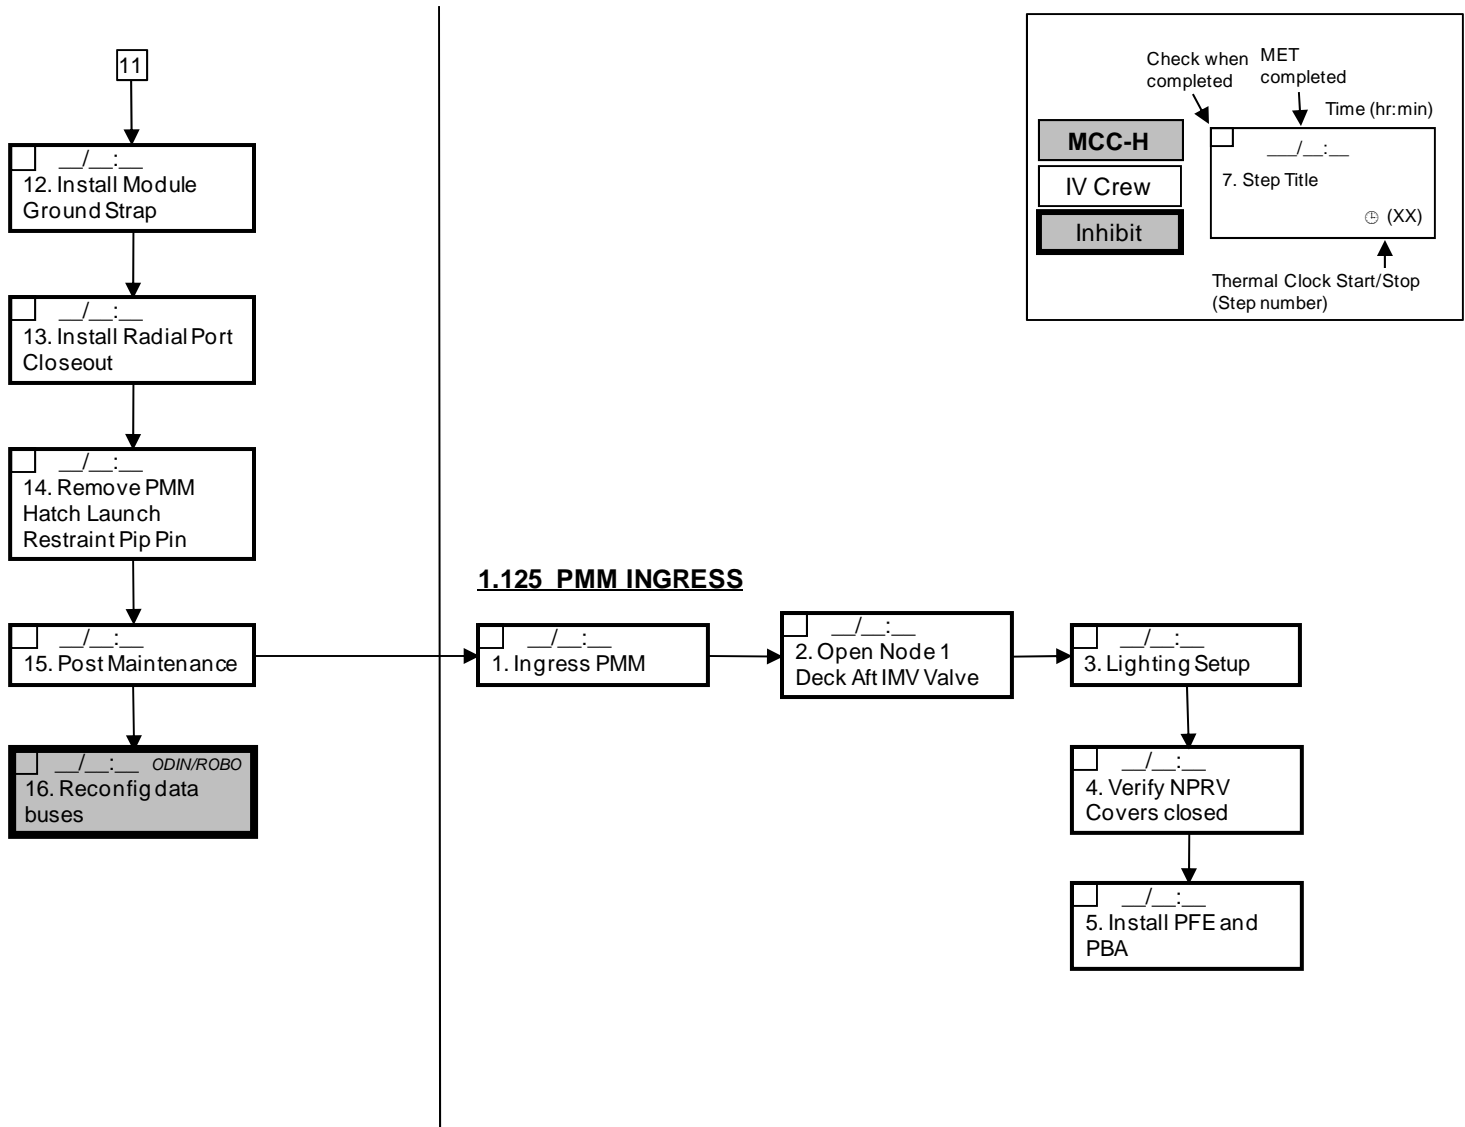 11
__/__:__
12. Install Module
Ground Strap
__/__:__
13. Install Radial Port
Closeout
__/__:__
14. Remove PMM
Hatch Launch
Restraint Pip Pin
__/__:__
15. Post Maintenance
__/__:__ ODIN/ROBO
16. Reconfig data
buses
1.125 PMM INGRESS
__/__:__
1. Ingress PMM
__/__:__
2. Open Node 1
Deck Aft IMV Valve
__/__:__
3. Lighting Setup
__/__:__
4. Verify NPRV
Covers closed
__/__:__
5. Install PFE and
PBA
Check when
completed
MET
completed
Time (hr:min)
MCC-H
IV Crew
Inhibit
___/__:__
7. Step Title
(XX)
Thermal Clock Start/Stop
(Step number)